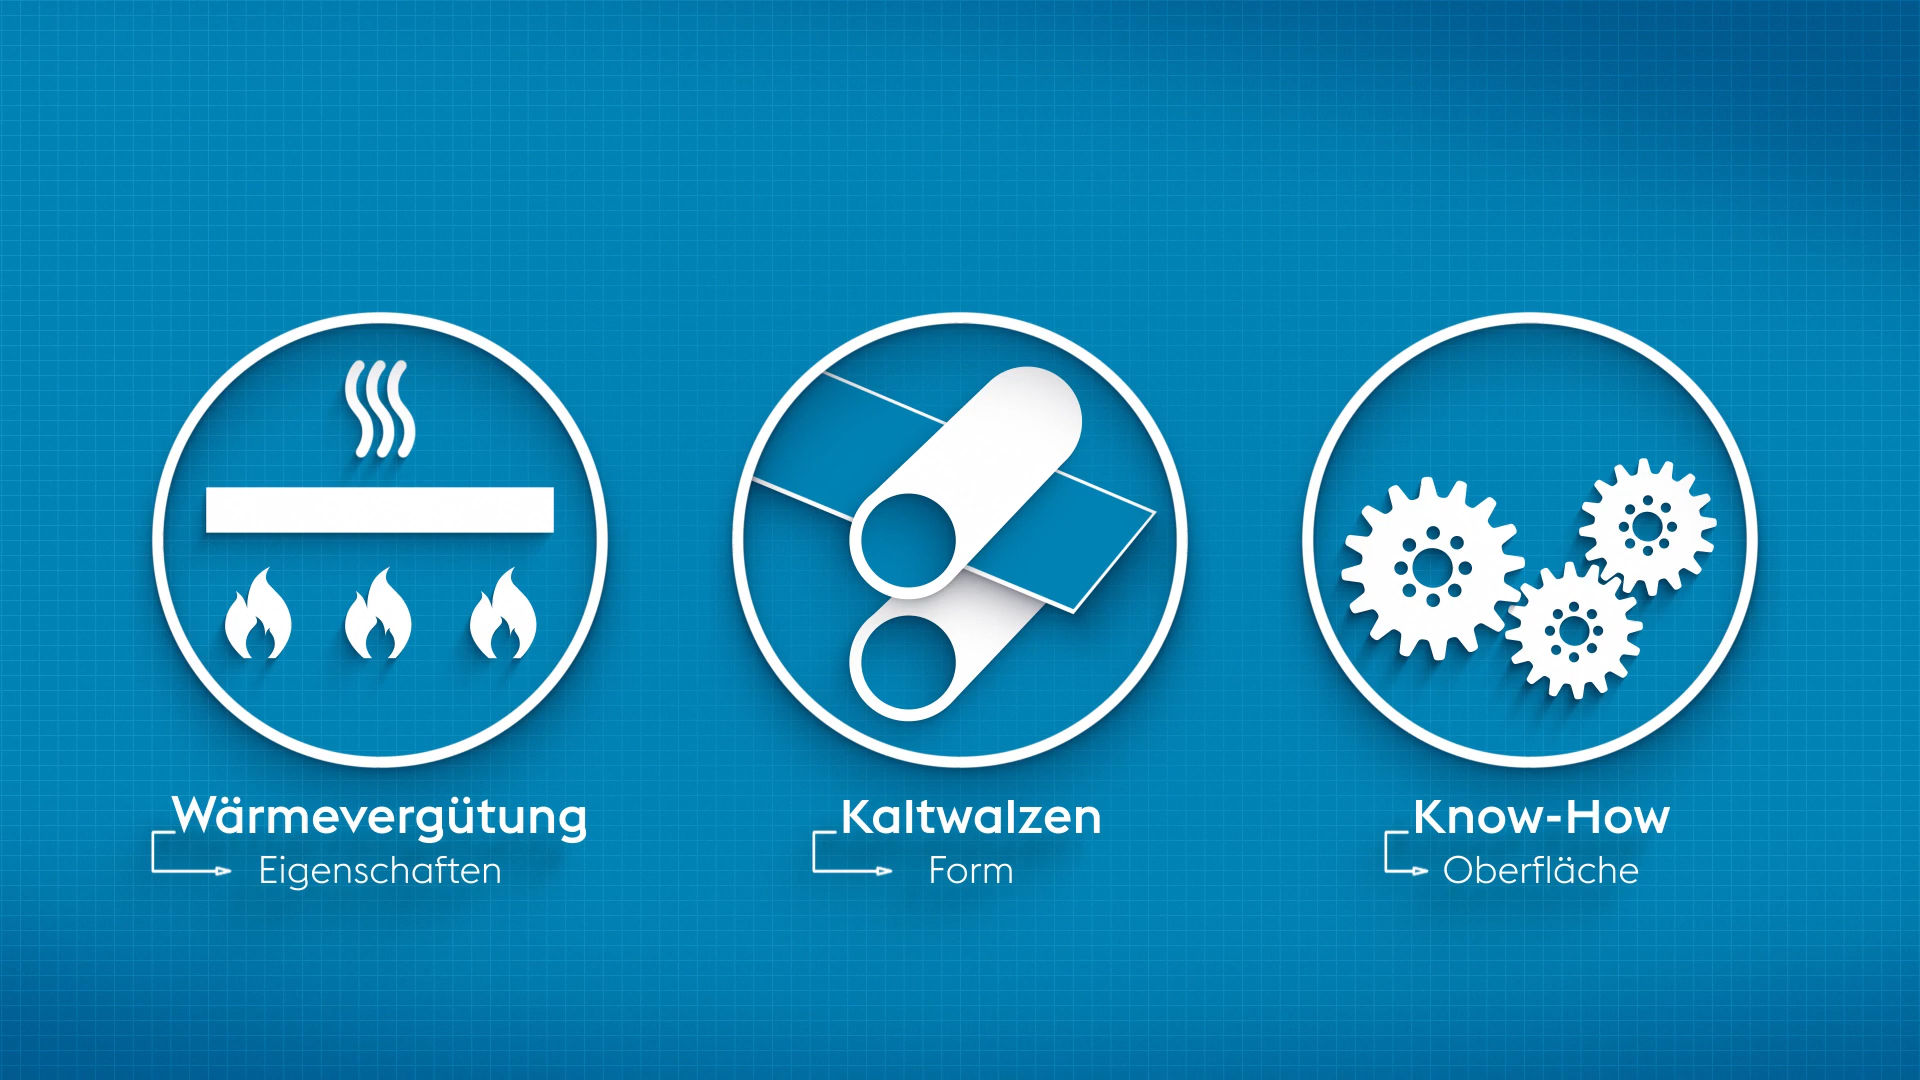 Wärmevergütung
Eigenschaften
Kaltwalzen
Form
Know-How
Oberfläche